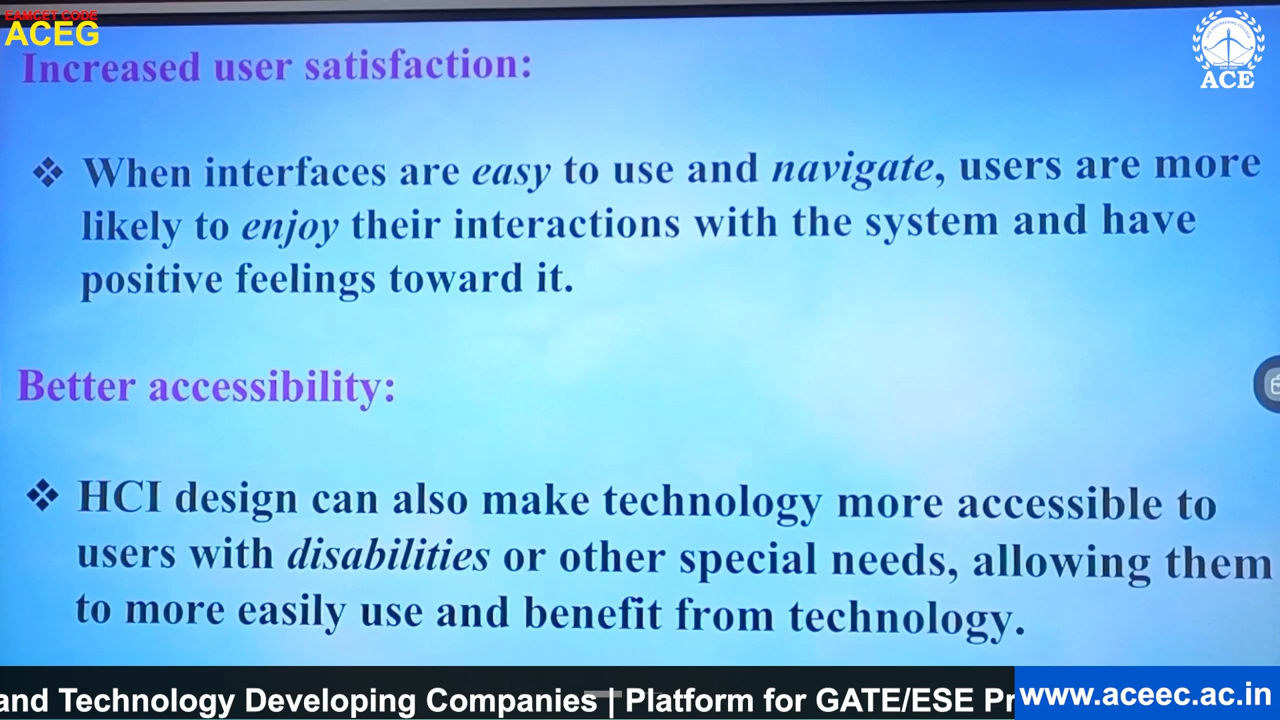 EAMCET CODE
ACEG
ACE
Increased user satisfaction:
❖ When interfaces are easy to use and navigate, users are more
likely to enjoy their interactions with the system and have
positive feelings toward it.
Better accessibility:
❖ HCI design can also make technology more accessible to
users with disabilities or other special needs, allowing them
to more easily use and benefit from technology.
and Technology Developing Companies | Platform for GATE/ESE Pr
www.aceec.ac.in